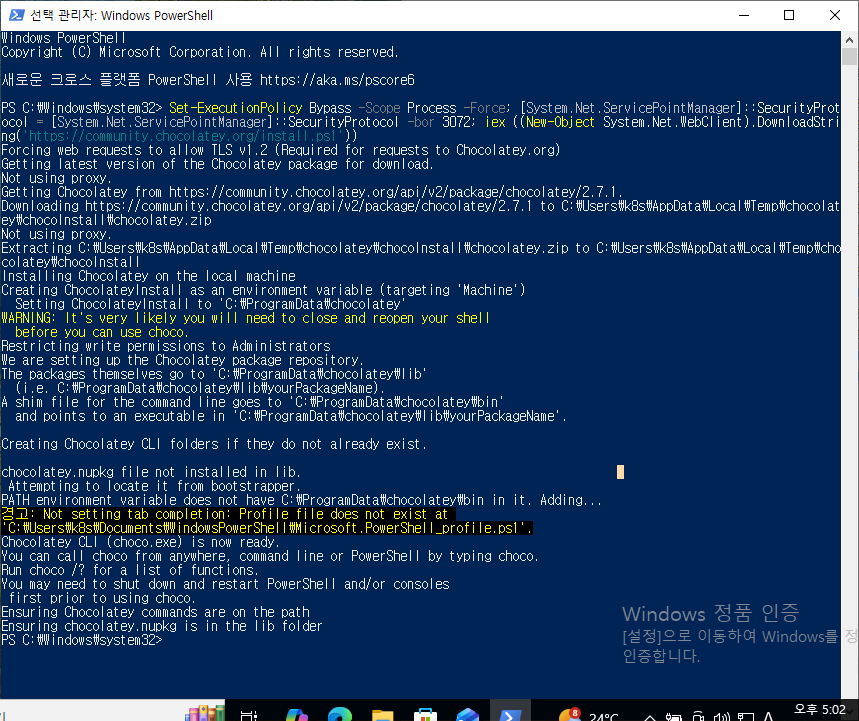 선택 관리자: Windows PowerShell
Windows PowerShell
Copyright (C) Microsoft Corporation. All rights reserved.
새로운 크로스 플랫폼 PowerShell 사용 https://aka.ms/pscore6
PS C:₩Windows₩system32> Set-ExecutionPolicy Bypass -Scope Process -Force; [System.Net.ServicePointManager]::SecurityProt
ocol = [System.Net.ServicePointManager]::SecurityProtocol -bor 3072; iex ((New-Object System.Net.WebClient).DownloadStri
ng('https://community.chocolatey.org/install.ps1'))
Forcing web requests to allow TLS v1.2 (Required for requests to Chocolatey.org)
Getting latest version of the Chocolatey package for download.
Not using proxy.
Getting Chocolatey from https://community.chocolatey.org/api/v2/package/chocolatey/2.7.1.
Downloading https://community.chocolatey.org/api/v2/package/chocolatey/2.7.1 to C:₩Users₩k8s₩AppData₩Local₩Temp₩chocolat
ey₩chocoInstall₩chocolatey.zip
Not using proxy.
Extracting C:₩Users₩k8s₩AppData₩Local₩Temp₩chocolatey₩chocoInstall₩chocolatey.zip to C:₩Users₩k8s₩AppData₩Local₩Temp₩cho
colatey₩chocoInstall
Installing Chocolatey on the local machine
Creating ChocolateyInstall as an environment variable (targeting 'Machine')
  Setting ChocolateyInstall to 'C:₩ProgramData₩chocolatey'
WARNING: It's very likely you will need to close and reopen your shell
  before you can use choco.
Restricting write permissions to Administrators
We are setting up the Chocolatey package repository.
The packages themselves go to 'C:₩ProgramData₩chocolatey₩lib'
  (i.e. C:₩ProgramData₩chocolatey₩lib₩yourPackageName).
A shim file for the command line goes to 'C:₩ProgramData₩chocolatey₩bin'
  and points to an executable in 'C:₩ProgramData₩chocolatey₩lib₩yourPackageName'.
Creating Chocolatey CLI folders if they do not already exist.
chocolatey.nupkg file not installed in lib.
 Attempting to locate it from bootstrapper.
PATH environment variable does not have C:₩ProgramData₩chocolatey₩bin in it. Adding...
경고: Not setting tab completion: Profile file does not exist at
'C:₩Users₩k8s₩Documents₩WindowsPowerShell₩Microsoft.PowerShell_profile.ps1'.
Chocolatey CLI (choco.exe) is now ready.
You can call choco from anywhere, command line or PowerShell by typing choco.
Run choco /? for a list of functions.
You may need to shut down and restart PowerShell and/or consoles
 first prior to using choco.
Ensuring Chocolatey commands are on the path
Ensuring chocolatey.nupkg is in the lib folder
PS C:₩Windows₩system32>
Windows 정품 인증
[설정]으로 이동하여 Windows를 정
인증합니다.
8
24°C
A
오후 5:02